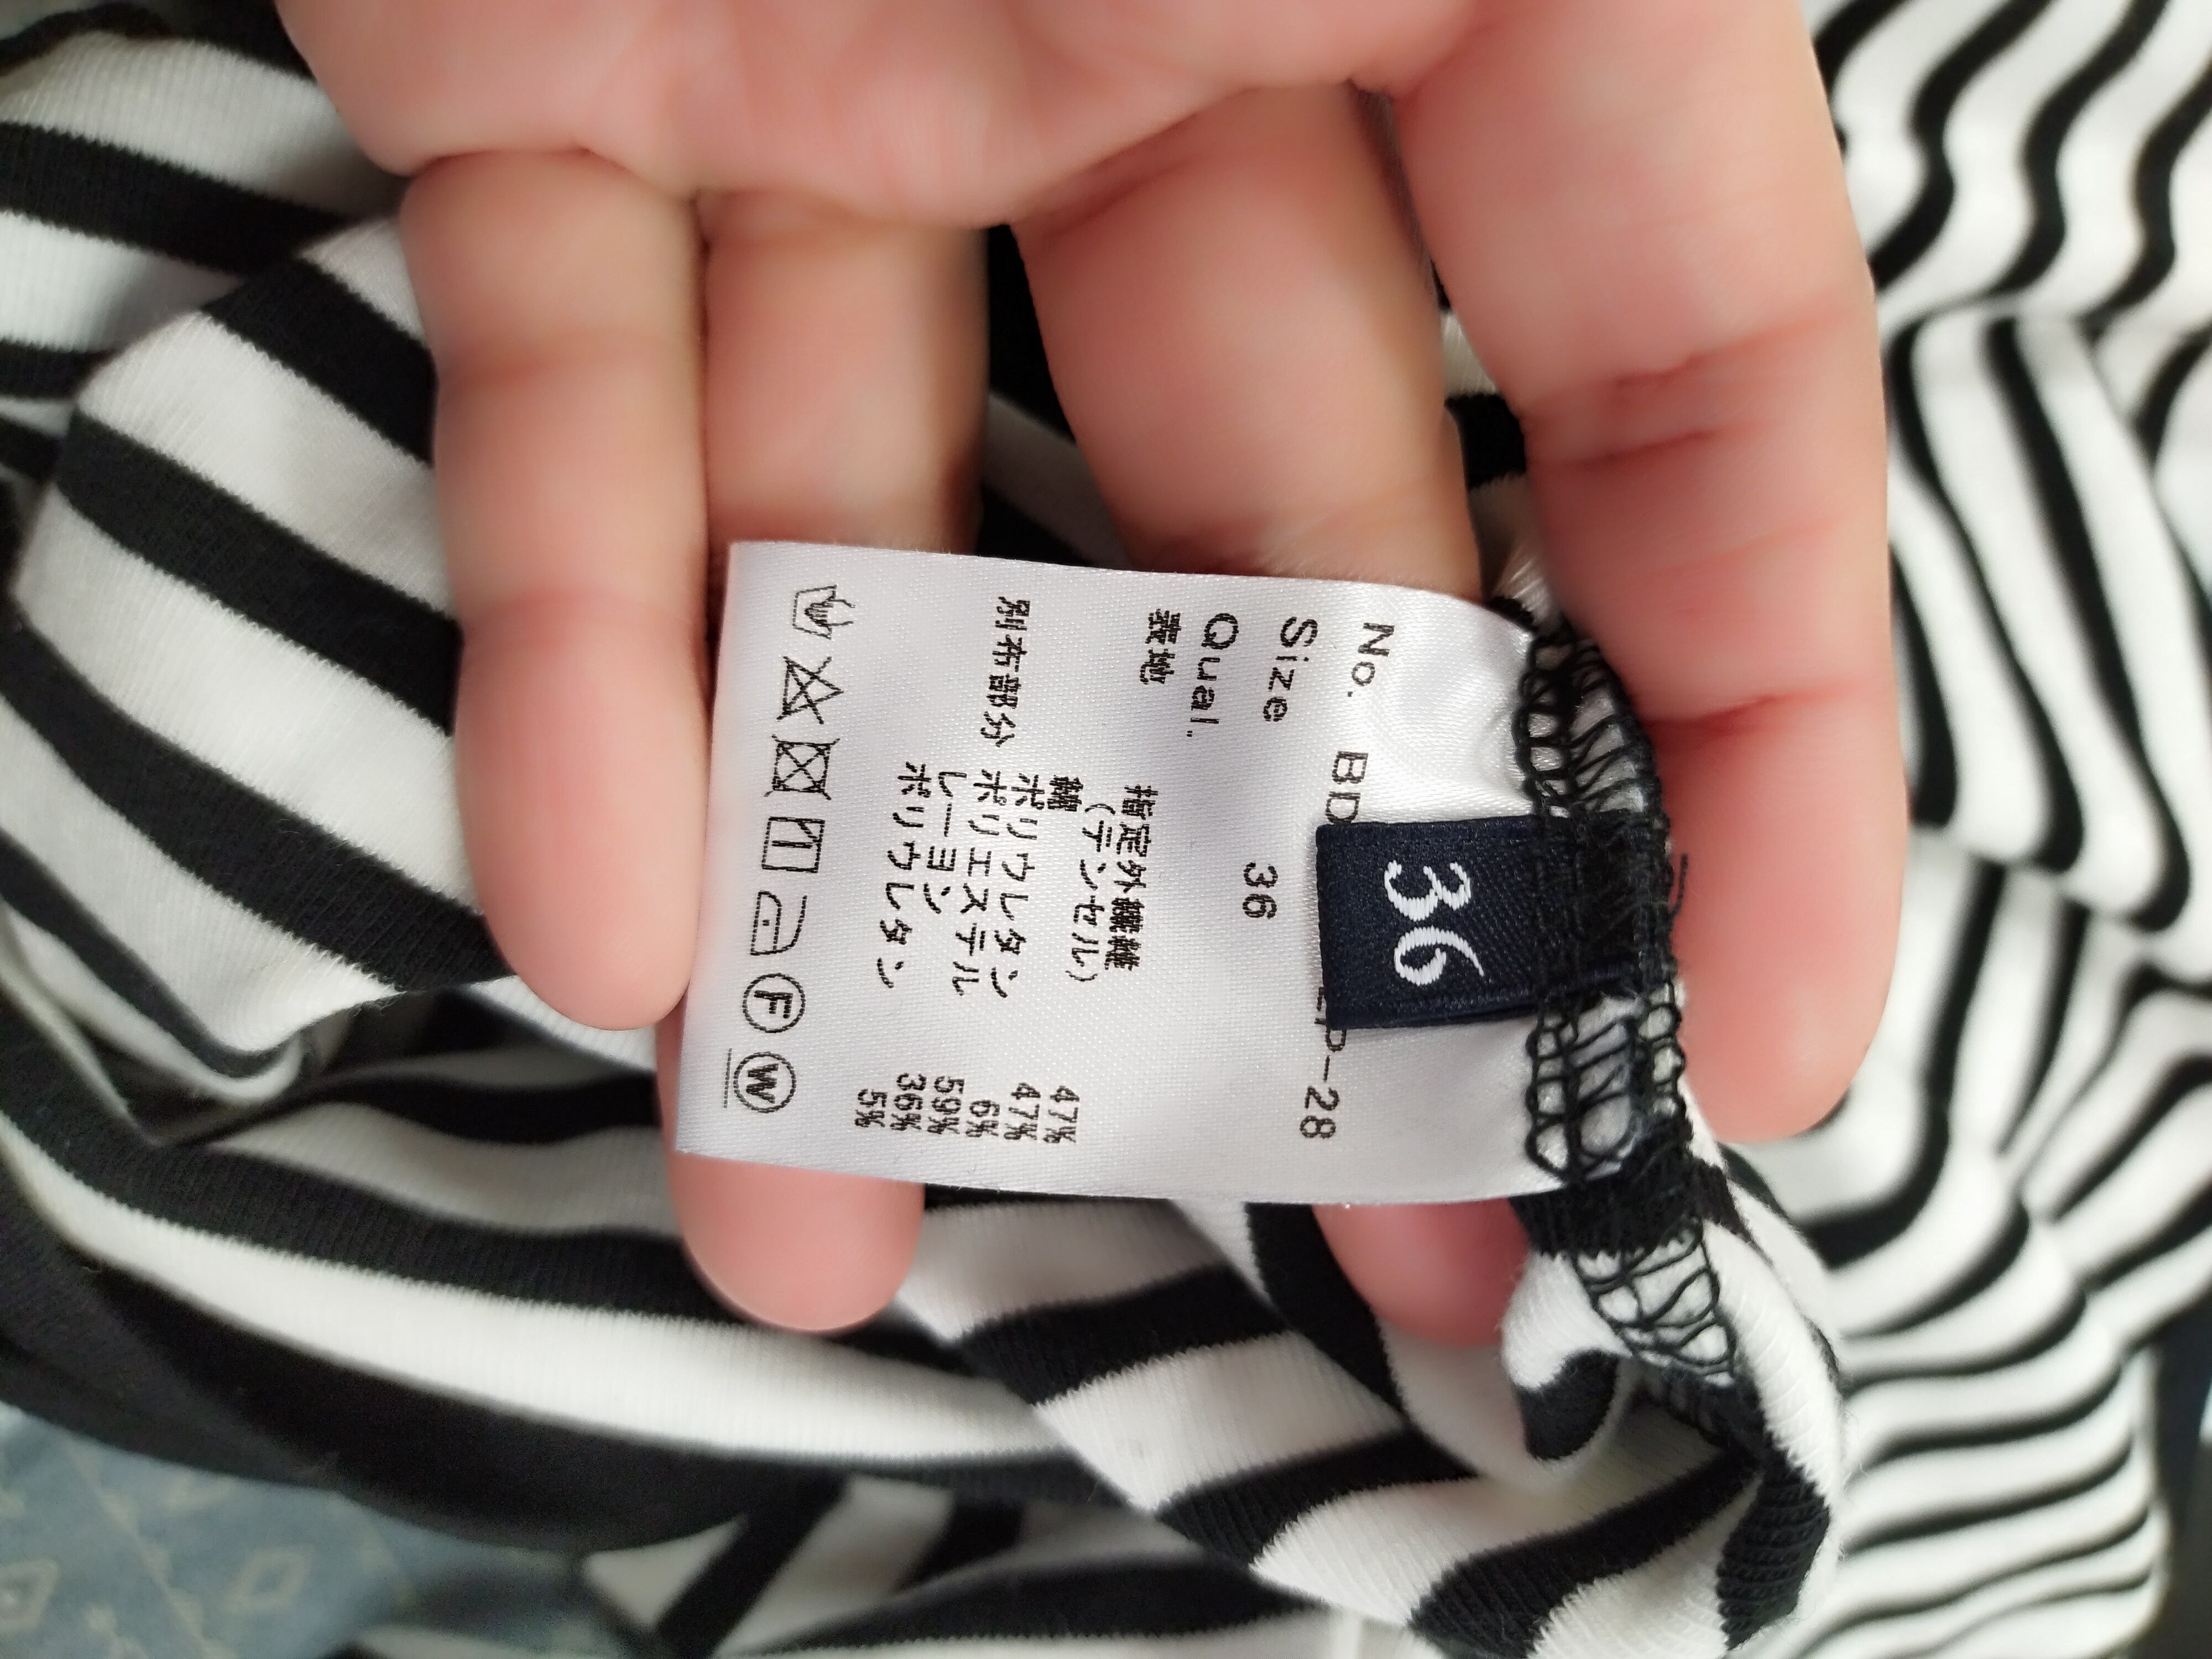 36
No. BD
LP-28
Size 36
Qual.
表地 指定外繊維
(テンセル) 47%
綿 47%
ポリウレタン 6%
別布部分 ポリエステル 59%
レーヨン 36%
ポリウレタン 5%
F W